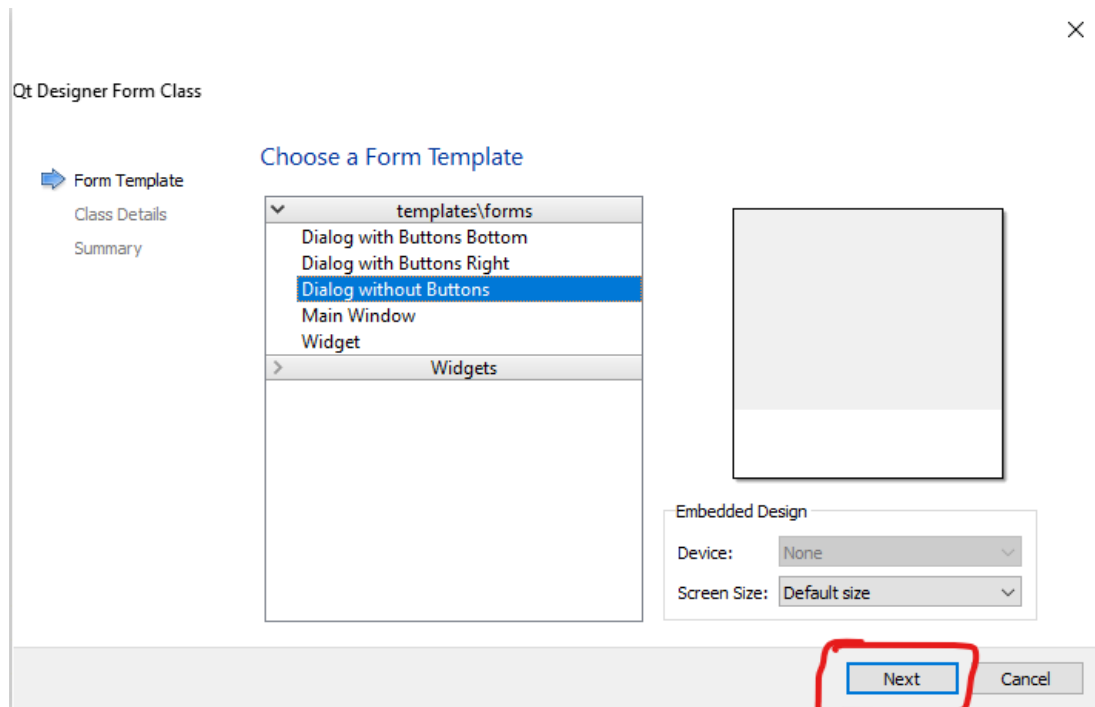 Qt Designer Form Class
Choose a Form Template
Form Template
Class Details
Summary
templates\forms
Dialog with Buttons Bottom
Dialog with Buttons Right
Dialog without Buttons
Main Window
Widget
Widgets
Embedded Design
Device: None
Screen Size: Default size
Next Cancel